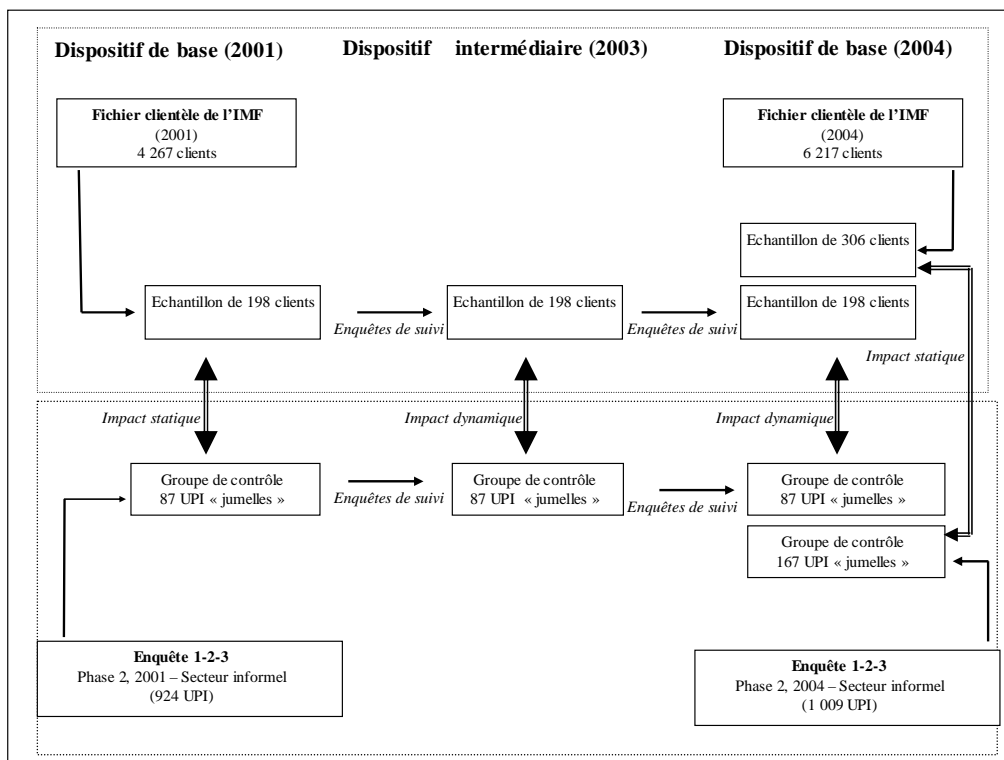 Dispositif de base (2001)
Dispositif intermédiaire (2003)
Dispositif de base (2004)
Fichier clientèle de l'IMF
(2001)
4 267 clients
Fichier clientèle de l'IMF
(2004)
6 217 clients
Echantillon de 306 clients
Echantillon de 198 clients
Enquêtes de suivi
Echantillon de 198 clients
Enquêtes de suivi
Echantillon de 198 clients
Impact statique
Impact statique
Impact dynamique
Impact dynamique
Groupe de contrôle
87 UPI « jumelles »
Enquêtes de suivi
Groupe de contrôle
87 UPI « jumelles »
Enquêtes de suivi
Groupe de contrôle
87 UPI « jumelles »
Groupe de contrôle
167 UPI « jumelles »
Enquête 1-2-3
Phase 2, 2001 – Secteur informel
(924 UPI)
Enquête 1-2-3
Phase 2, 2004 – Secteur informel
(1 009 UPI)